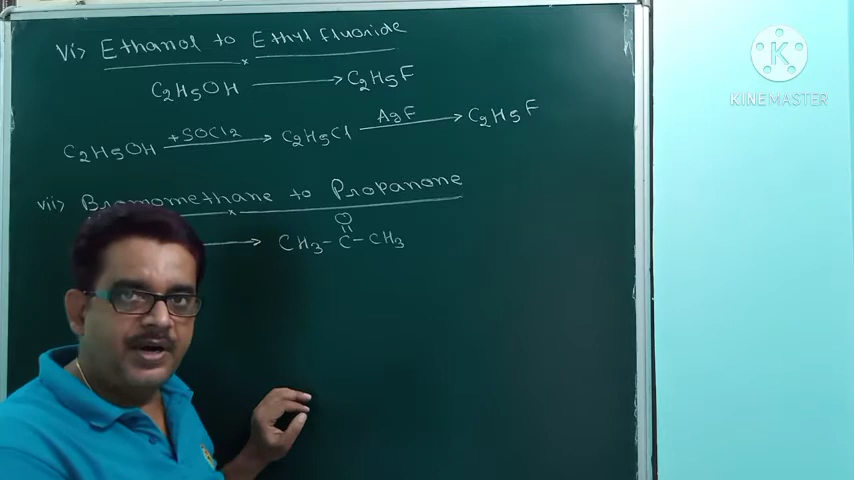 vi> Ethanol to Ethyl fluoride
C2H5OH → C2H5F
C2H5OH +SOCl2 → C2H5Cl AgF → C2H5F
vii> Bromomethane to Propanone
O
→ CH3-C-CH3
K
KINEMASTER